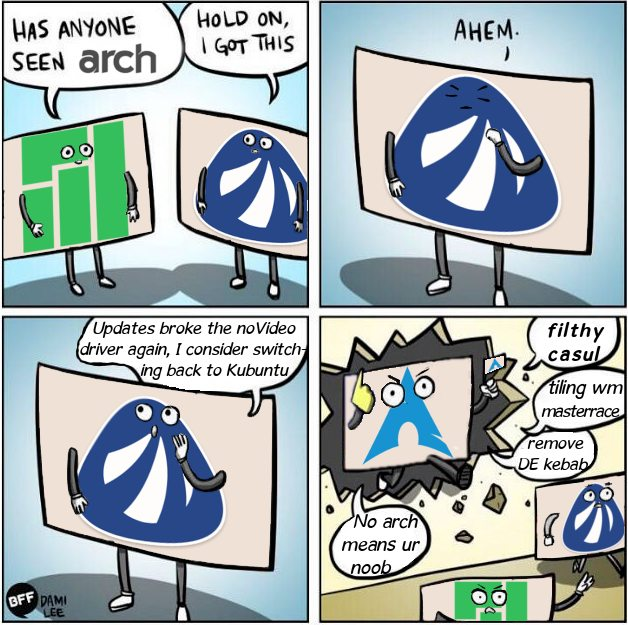 HAS ANYONE
SEEN arch
HOLD ON,
I GOT THIS
AHEM.
Updates broke the noVideo
driver again, I consider switch-
ing back to Kubuntu
filthy
casul
tiling wm
masterrace
remove
DE kebab
No arch
means ur
noob
BFF
DAMI
LEE